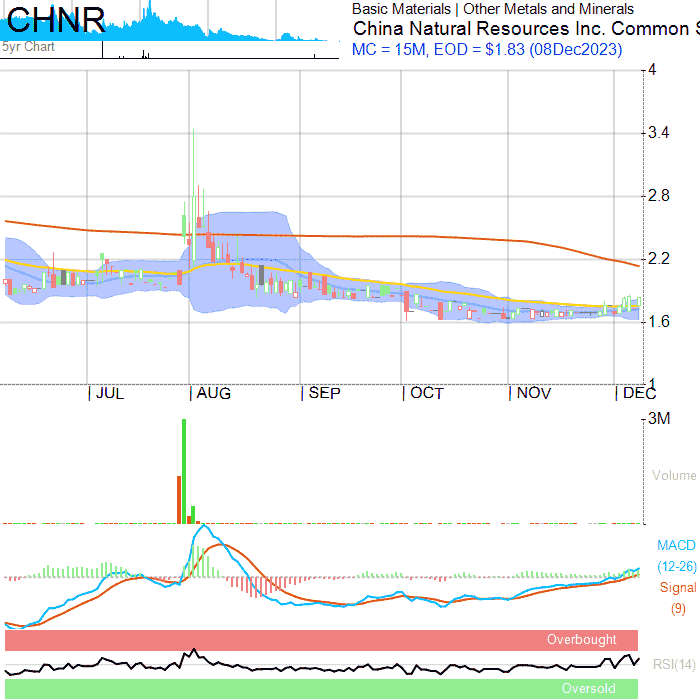 CHNR
5yr Chart
Basic Materials | Other Metals and Minerals
China Natural Resources Inc. Common S
MC = 15M, EOD = $1.83 (08Dec2023)
4
3.4
2.8
2.2
1.6
1
JUL
AUG
SEP
OCT
NOV
DEC
3M
Volume
MACD
(12-26)
Signal
(9)
Overbought
RSI(14)
Oversold